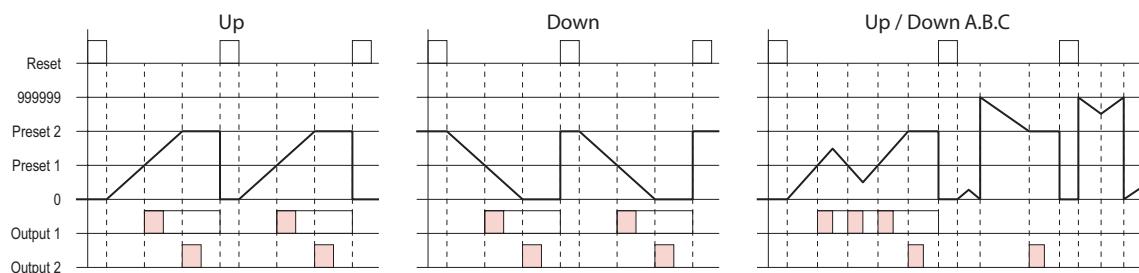 Up
Down
Up / Down A.B.C
Reset
999999
Preset 2
Preset 1
0
Output 1
Output 2